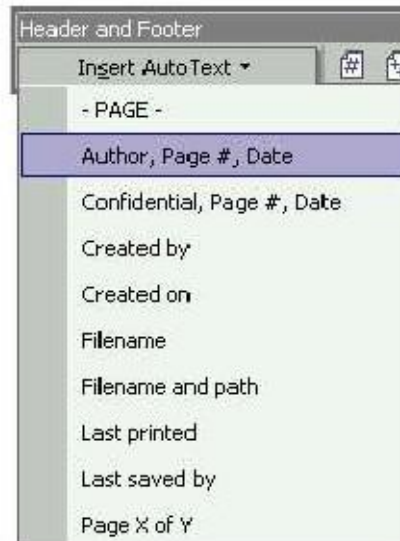 Header and Footer
Insert AutoText
- PAGE -
Author, Page #, Date
Confidential, Page #, Date
Created by
Created on
Filename
Filename and path
Last printed
Last saved by
Page X of Y